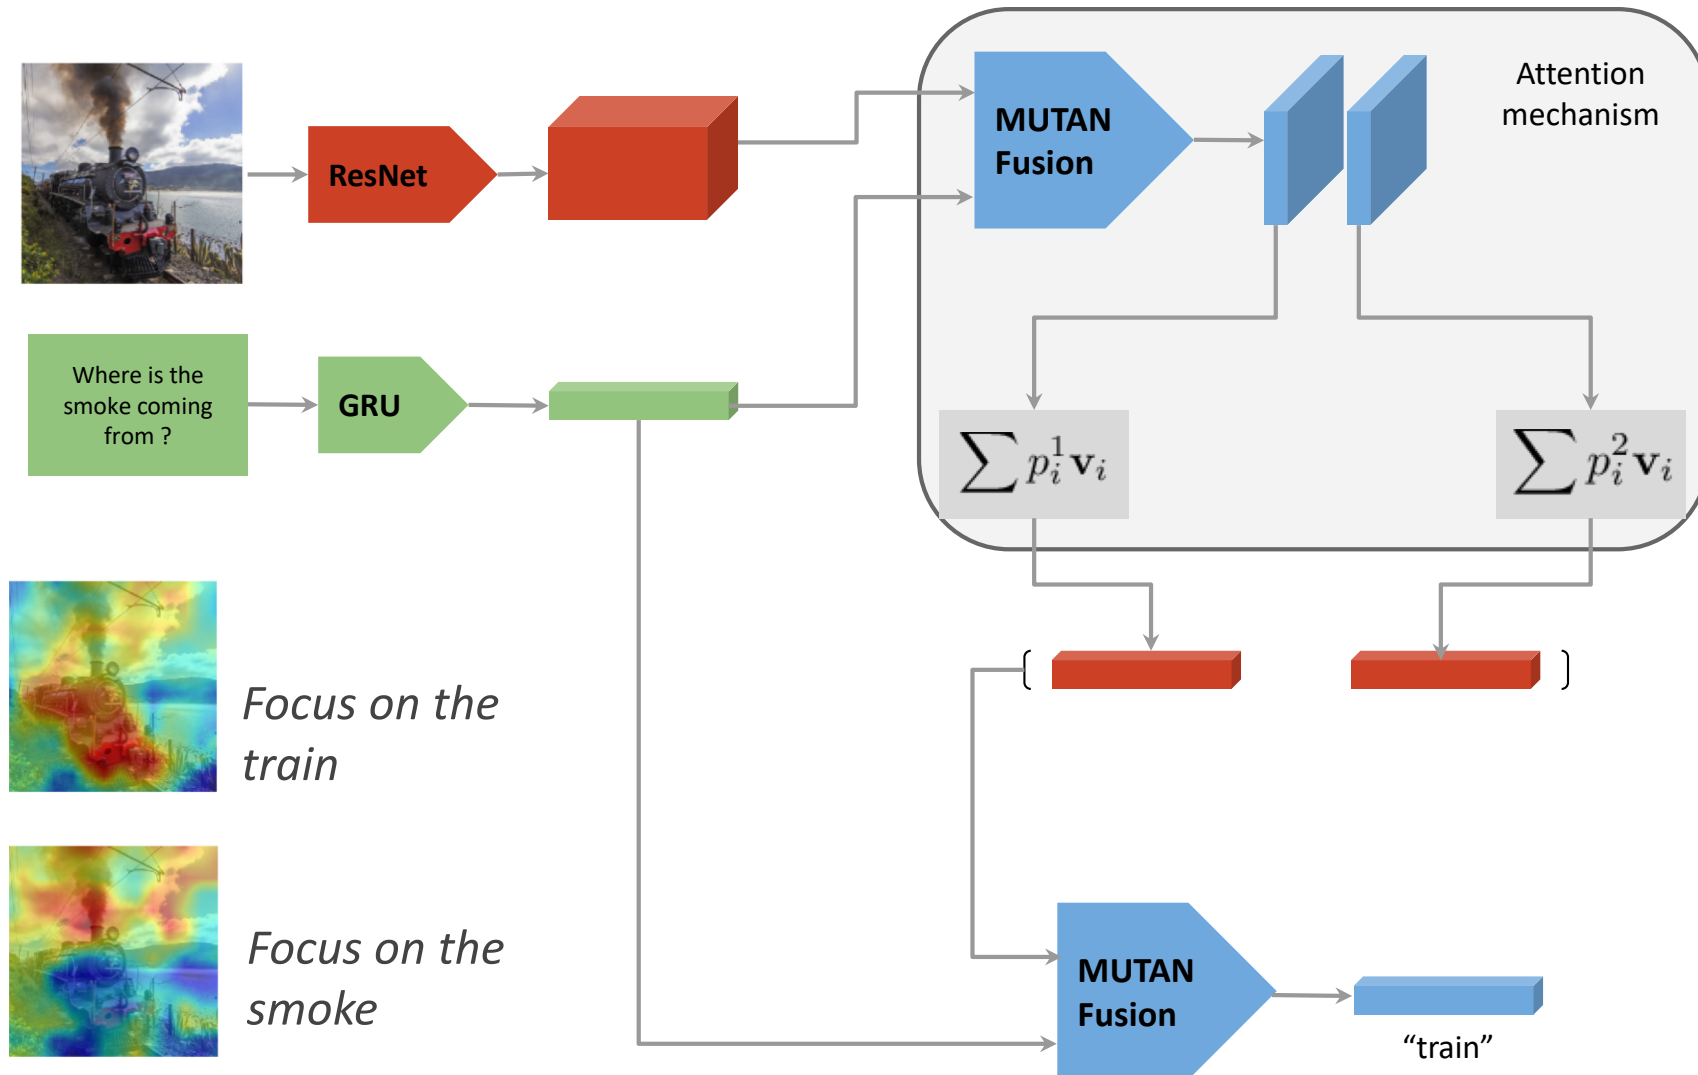 Attention
mechanism
MUTAN
Fusion
ResNet
Where is the
smoke coming
from ?
GRU
∑ p_i^1 v_i
∑ p_i^2 v_i
Focus on the
train
Focus on the
smoke
MUTAN
Fusion
“train”